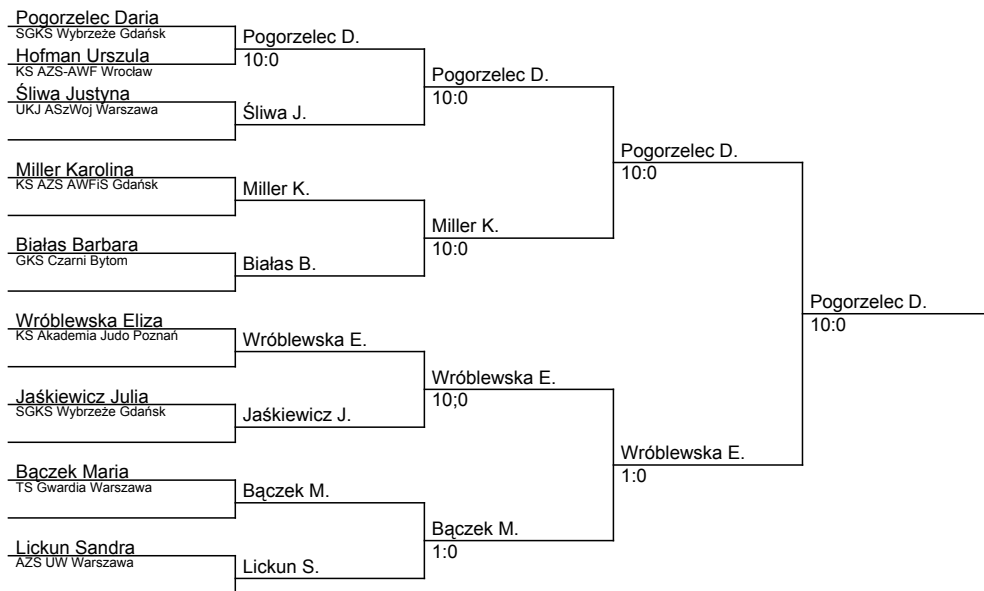 Pogorzelec Daria
SGKS Wybrzeże Gdańsk
Hofman Urszula
KS AZS-AWF Wrocław
Śliwa Justyna
UKJ ASzWoj Warszawa
Miller Karolina
KS AZS AWFiS Gdańsk
Białas Barbara
GKS Czarni Bytom
Wróblewska Eliza
KS Akademia Judo Poznań
Jaśkiewicz Julia
SGKS Wybrzeże Gdańsk
Bączek Maria
TS Gwardia Warszawa
Lickun Sandra
AZS UW Warszawa
Pogorzelec D.
10:0
Śliwa J.
Miller K.
Białas B.
Wróblewska E.
Jaśkiewicz J.
Bączek M.
Lickun S.
Pogorzelec D.
10:0
Miller K.
10:0
Wróblewska E.
10;0
Bączek M.
1:0
Pogorzelec D.
10:0
Wróblewska E.
1:0
Pogorzelec D.
10:0